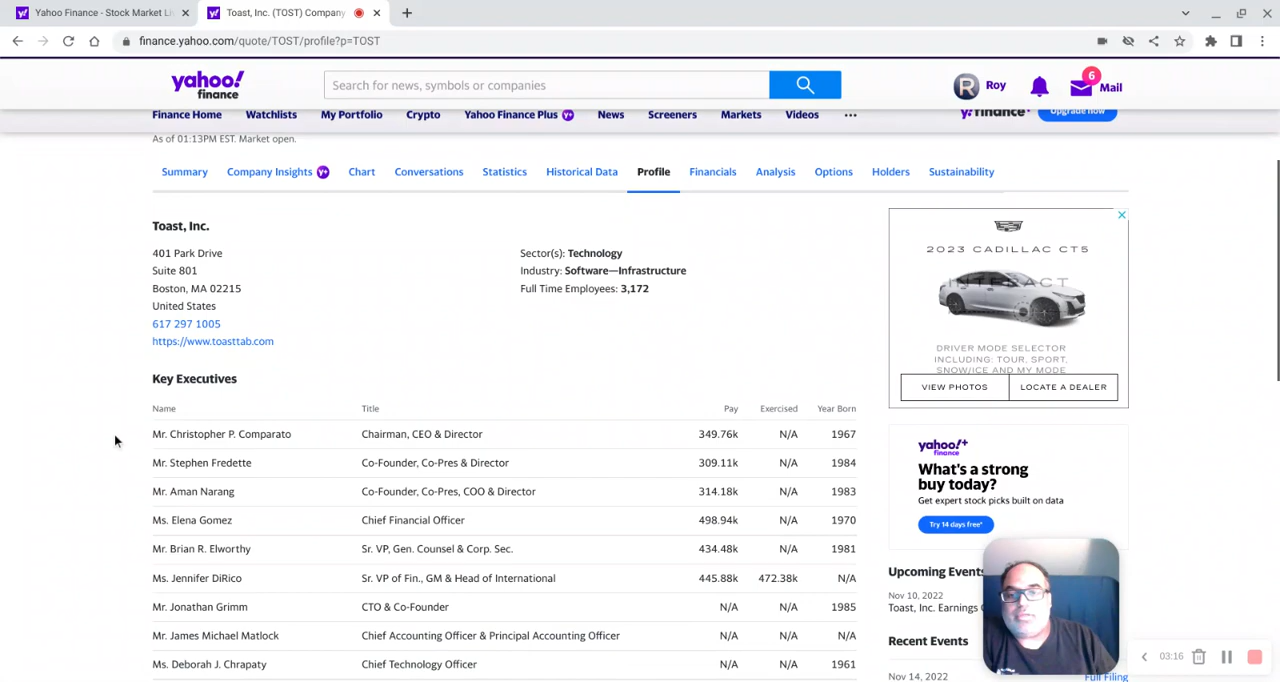 Yahoo Finance - Stock Market Li
Toast, Inc. (TOST) Company
finance.yahoo.com/quote/TOST/profile?p=TOST
yahoo!
finance
Search for news, symbols or companies
R
Roy
6
Mail
Finance Home
Watchlists
My Portfolio
Crypto
Yahoo Finance Plus
News
Screeners
Markets
Videos
...
yfinance+
Upgrade now
As of 01:13PM EST. Market open.
Summary
Company Insights
Chart
Conversations
Statistics
Historical Data
Profile
Financials
Analysis
Options
Holders
Sustainability
Toast, Inc.
401 Park Drive
Suite 801
Boston, MA 02215
United States
617 297 1005
https://www.toasttab.com
Sector(s): Technology
Industry: Software—Infrastructure
Full Time Employees: 3,172
Key Executives
Name Title Pay Exercised Year Born
Mr. Christopher P. Comparato Chairman, CEO & Director 349.76k N/A 1967
Mr. Stephen Fredette Co-Founder, Co-Pres & Director 309.11k N/A 1984
Mr. Aman Narang Co-Founder, Co-Pres, COO & Director 314.18k N/A 1983
Ms. Elena Gomez Chief Financial Officer 498.94k N/A 1970
Mr. Brian R. Elworthy Sr. VP, Gen. Counsel & Corp. Sec. 434.48k N/A 1981
Ms. Jennifer DiRico Sr. VP of Fin., GM & Head of International 445.88k 472.38k N/A
Mr. Jonathan Grimm CTO & Co-Founder N/A N/A 1985
Mr. James Michael Matlock Chief Accounting Officer & Principal Accounting Officer N/A N/A N/A
Ms. Deborah J. Chrapaty Chief Technology Officer N/A N/A 1961
2023 CADILLAC CT5
INTERACT
DRIVER MODE SELECTOR
INCLUDING: TOUR, SPORT,
SNOW/ICE AND MY MODE
VIEW PHOTOS
LOCATE A DEALER
yahoo!+
finance
What's a strong
buy today?
Get expert stock picks built on data
Try 14 days free*
Upcoming Events
Nov 10, 2022
Toast, Inc. Earnings
Recent Events
Nov 14, 2022
Full Filing
03:16